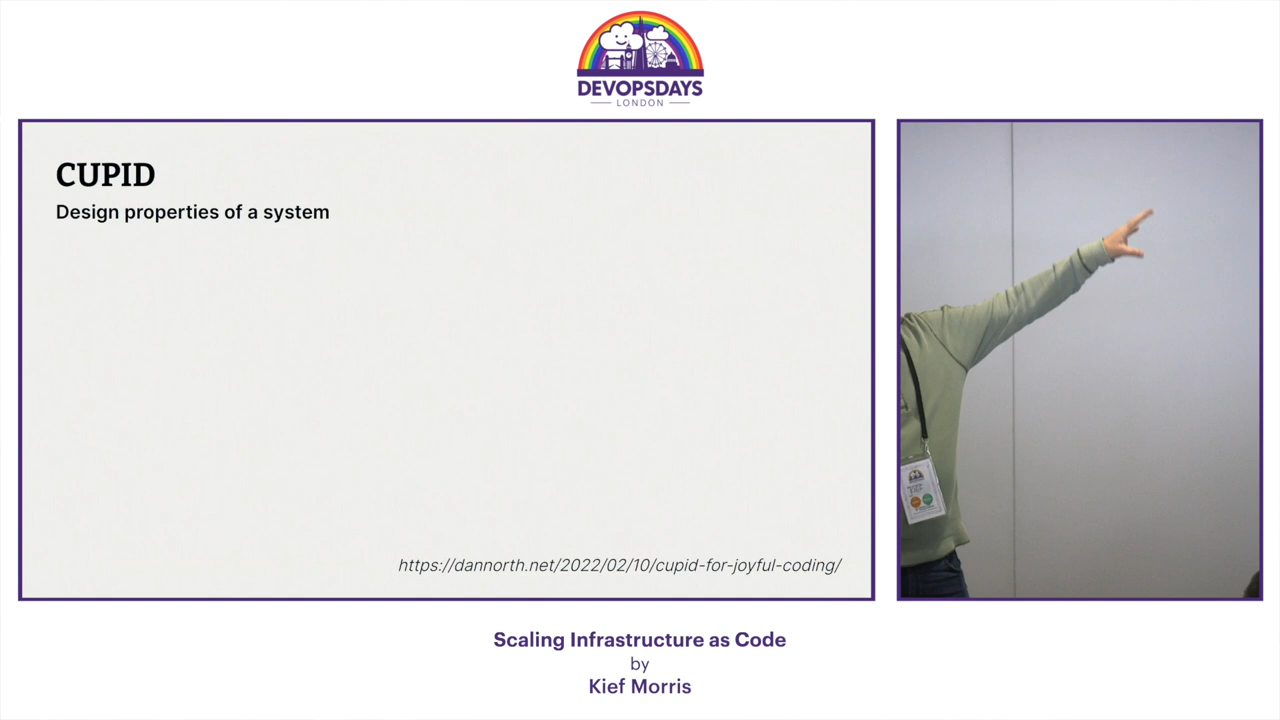 DEVOPSDAYS
LONDON
CUPID
Design properties of a system
https://dannorth.net/2022/02/10/cupid-for-joyful-coding/
Scaling Infrastructure as Code
by
Kief Morris